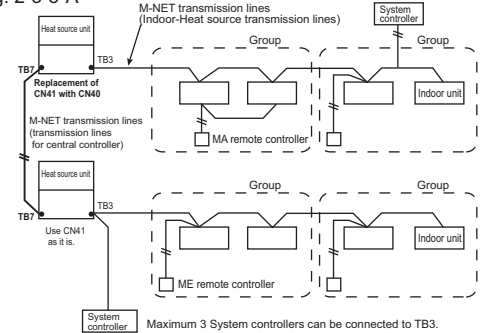 M-NET transmission lines
(Indoor-Heat source transmission lines)
System
controller
Heat source unit
Group
Group
TB3
TB7
Replacement of
CN41 with CN40
Indoor unit
M-NET transmission lines
(transmission lines
for central controller)
MA remote controller
Heat source unit
Group
Group
TB3
TB7
Use CN41
as it is.
Indoor unit
ME remote controller
System
controller
Maximum 3 System controllers can be connected to TB3.